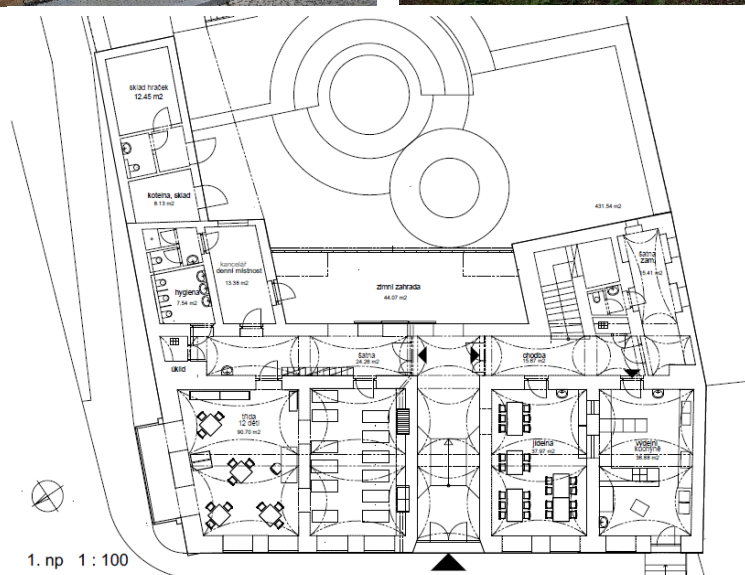 sklad hraček
12.45 m2
kotelna, sklad
8.13 m2
431.54 m2
kancelář
denní místnost
13.38 m2
hygiena
7.54 m2
zimní zahrada
44.07 m2
šatna
zam.
15.41 m2
úklid
šatna
24.26 m2
chodba
15.67 m2
třída
12 dětí
90.70 m2
jídelna
37.97 m2
výdejní
kuchyně
36.88 m2
1. np 1 : 100